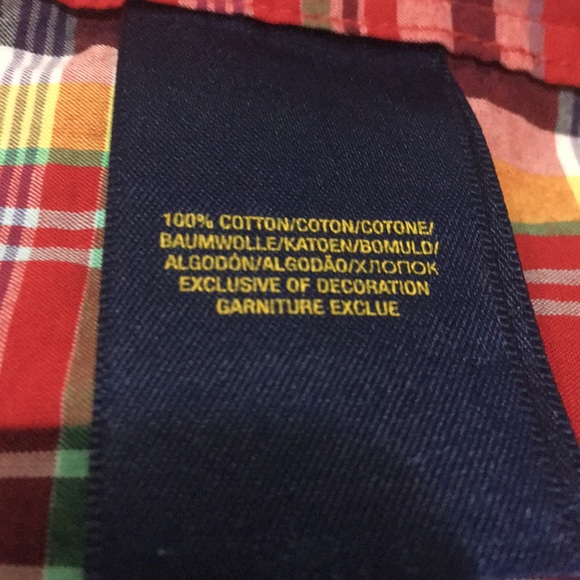 100% COTTON/COTON/COTONE/
BAUMWOLLE/KATOEN/BOMULD/
ALGODÓN/ALGODÃO/ХЛОПОК
EXCLUSIVE OF DECORATION
GARNITURE EXCLUE